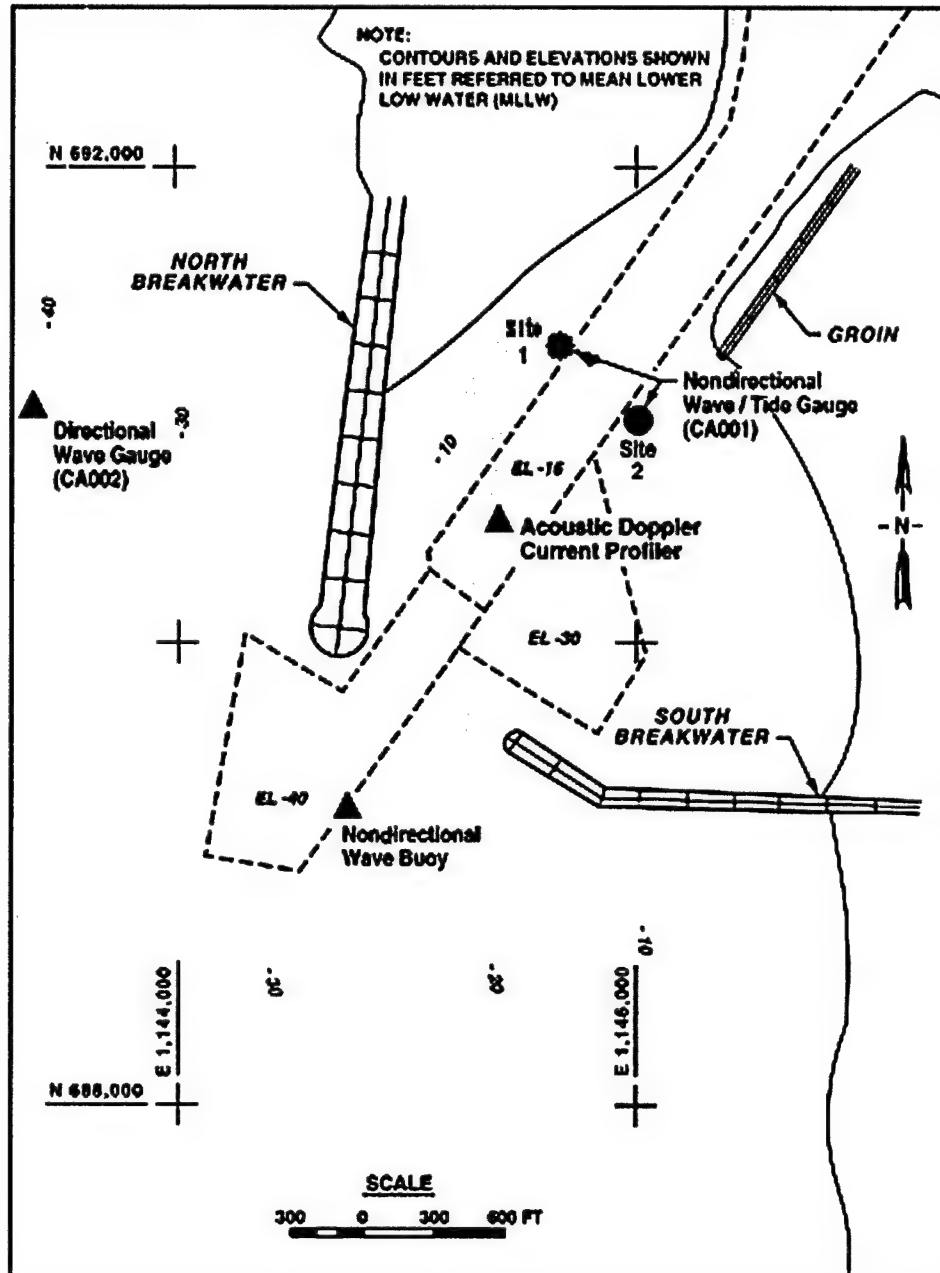 NOTE:
CONTOURS AND ELEVATIONS SHOWN
IN FEET REFERRED TO MEAN LOWER
LOW WATER (MLLW)
N 692,000
NORTH
BREAKWATER
-40
Site
1
GROIN
Nondirectional
Wave / Tide Gauge
(CA001)
Directional
Wave Gauge
(CA002)
-30
-10
EL -16
Site
2
Acoustic Doppler
Current Profiler
-N-
EL -30
SOUTH
BREAKWATER
EL -40
Nondirectional
Wave Buoy
-30
-20
-10
E 1,144,000
E 1,146,000
N 688,000
SCALE
300 0 300 600 FT